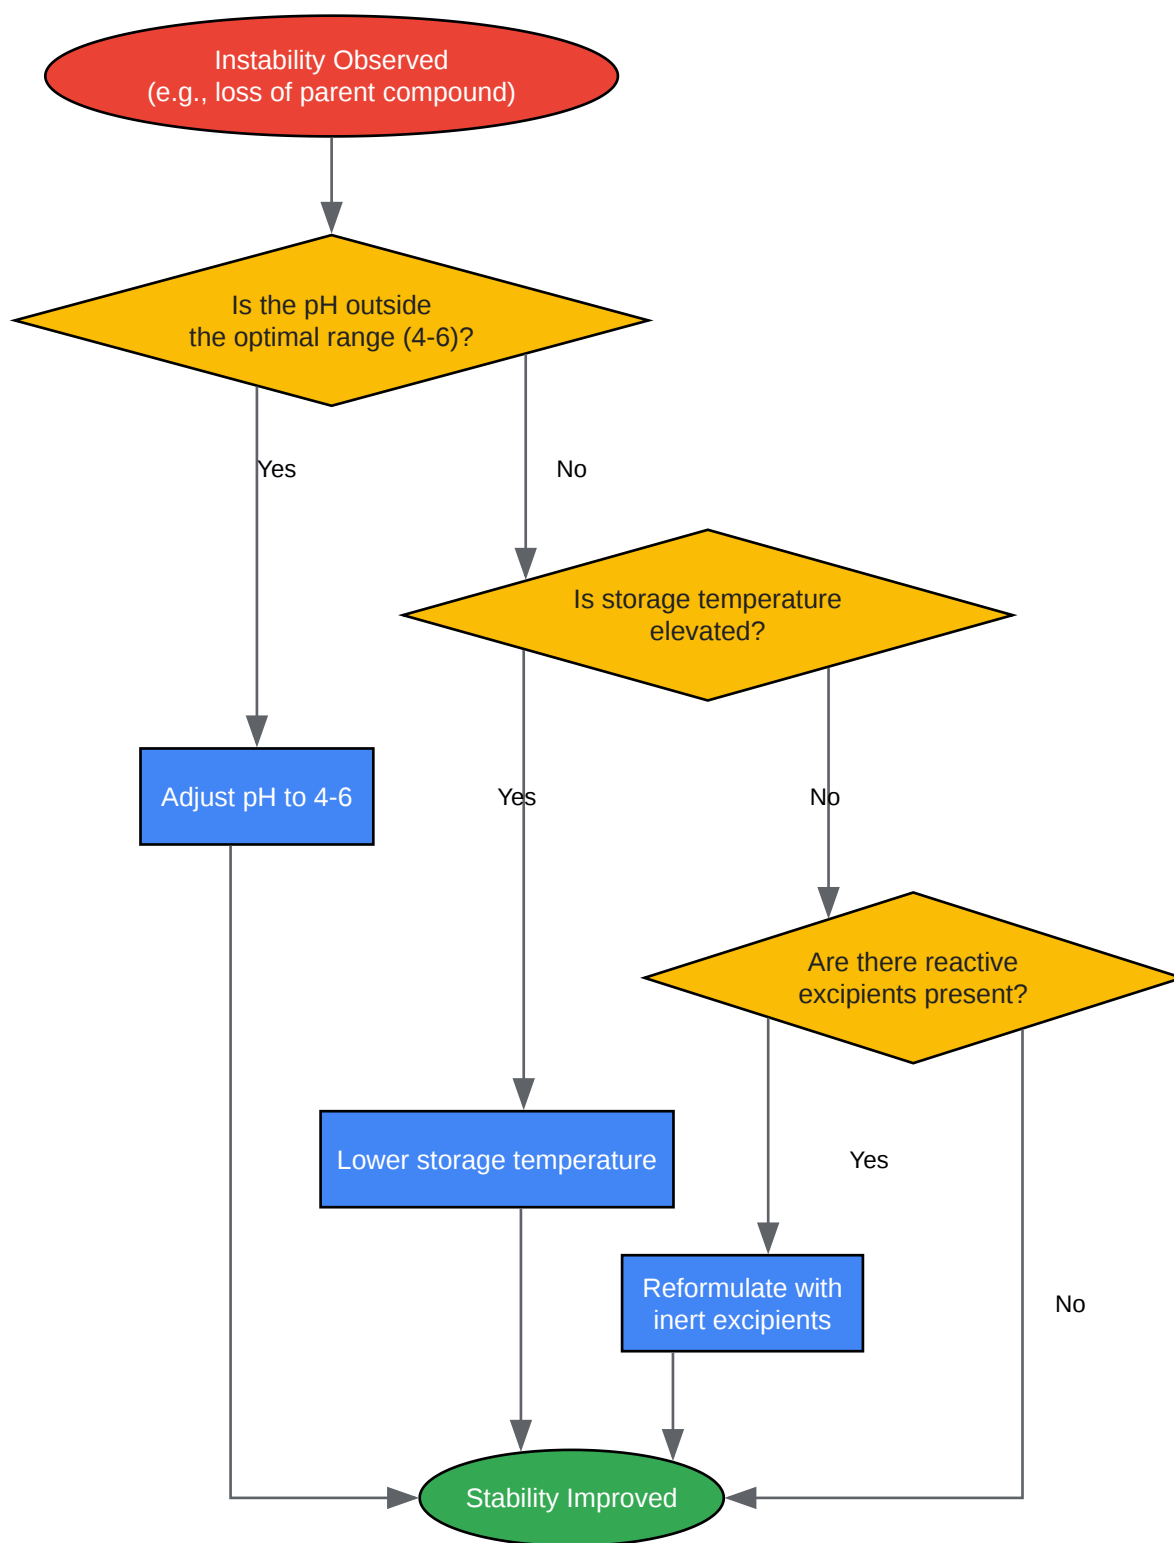 Instability Observed
(e.g., loss of parent compound)
Is the pH outside
the optimal range (4-6)?
Yes
No
Is storage temperature
elevated?
Adjust pH to 4-6
Yes
No
Are there reactive
excipients present?
Lower storage temperature
Yes
Reformulate with
inert excipients
No
Stability Improved